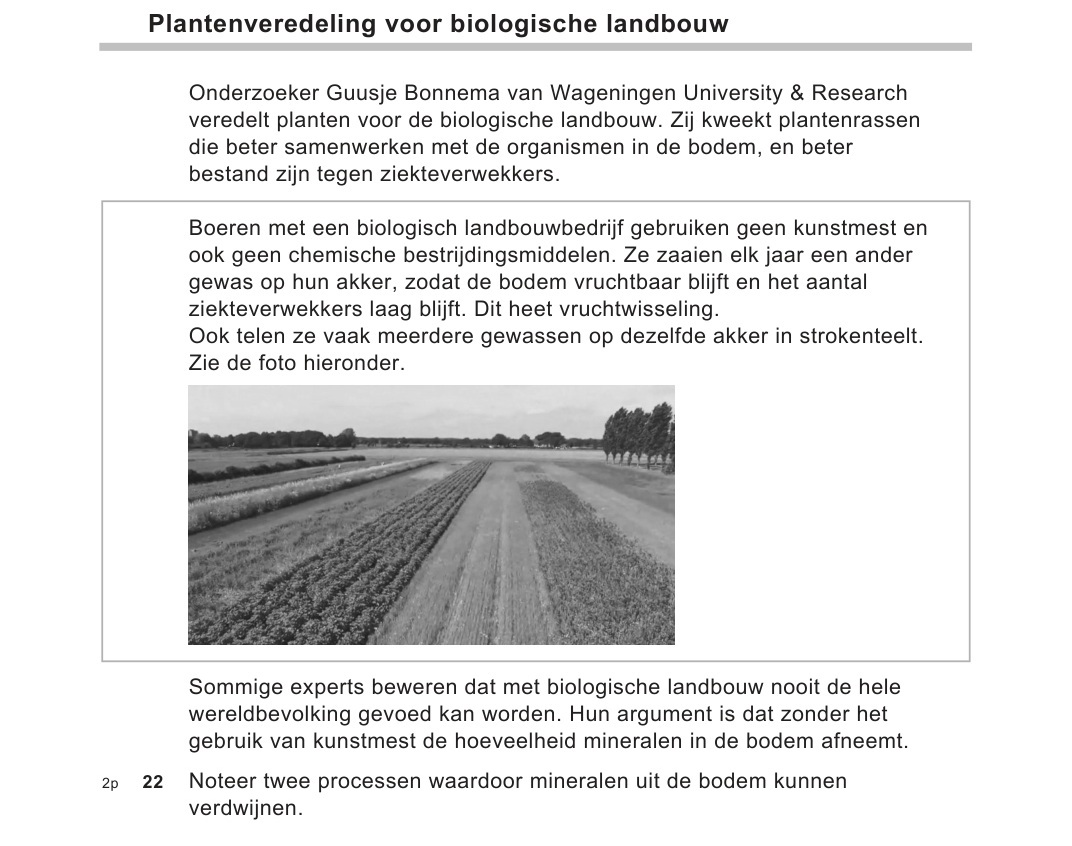 Plantenveredeling voor biologische landbouw
Onderzoeker Guusje Bonnema van Wageningen University & Research
veredelt planten voor de biologische landbouw. Zij kweekt plantenrassen
die beter samenwerken met de organismen in de bodem, en beter
bestand zijn tegen ziekteverwekkers.
Boeren met een biologisch landbouwbedrijf gebruiken geen kunstmest en
ook geen chemische bestrijdingsmiddelen. Ze zaaien elk jaar een ander
gewas op hun akker, zodat de bodem vruchtbaar blijft en het aantal
ziekteverwekkers laag blijft. Dit heet vruchtwisseling.
Ook telen ze vaak meerdere gewassen op dezelfde akker in strokenteelt.
Zie de foto hieronder.
Sommige experts beweren dat met biologische landbouw nooit de hele
wereldbevolking gevoed kan worden. Hun argument is dat zonder het
gebruik van kunstmest de hoeveelheid mineralen in de bodem afneemt.
2p 22 Noteer twee processen waardoor mineralen uit de bodem kunnen
verdwijnen.